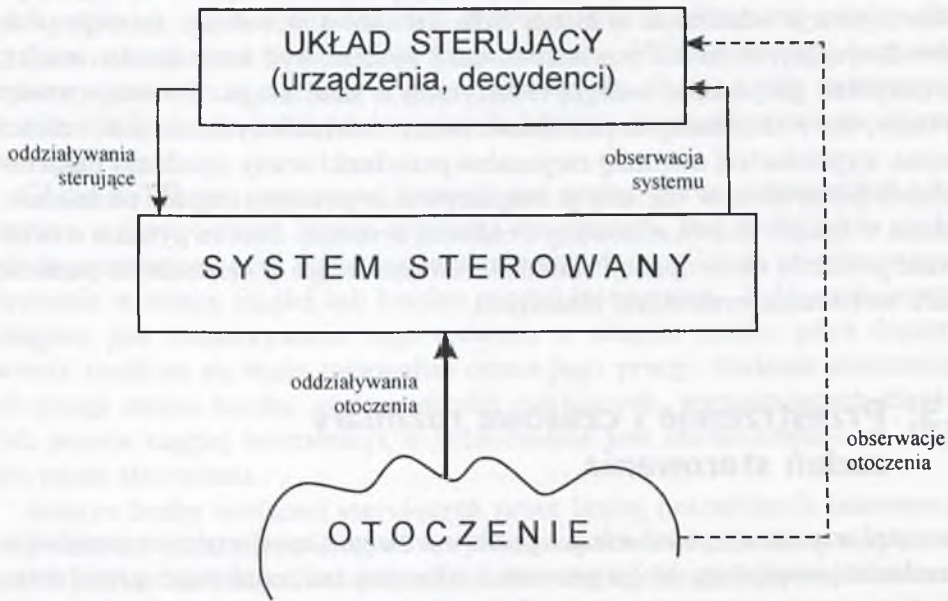 UKŁAD STERUJĄCY
(urządzenia, decydenci)
oddziaływania
sterujące
obserwacja
systemu
SYSTEM STEROWANY
oddziaływania
otoczenia
obserwacje
otoczenia
OTOCZENIE